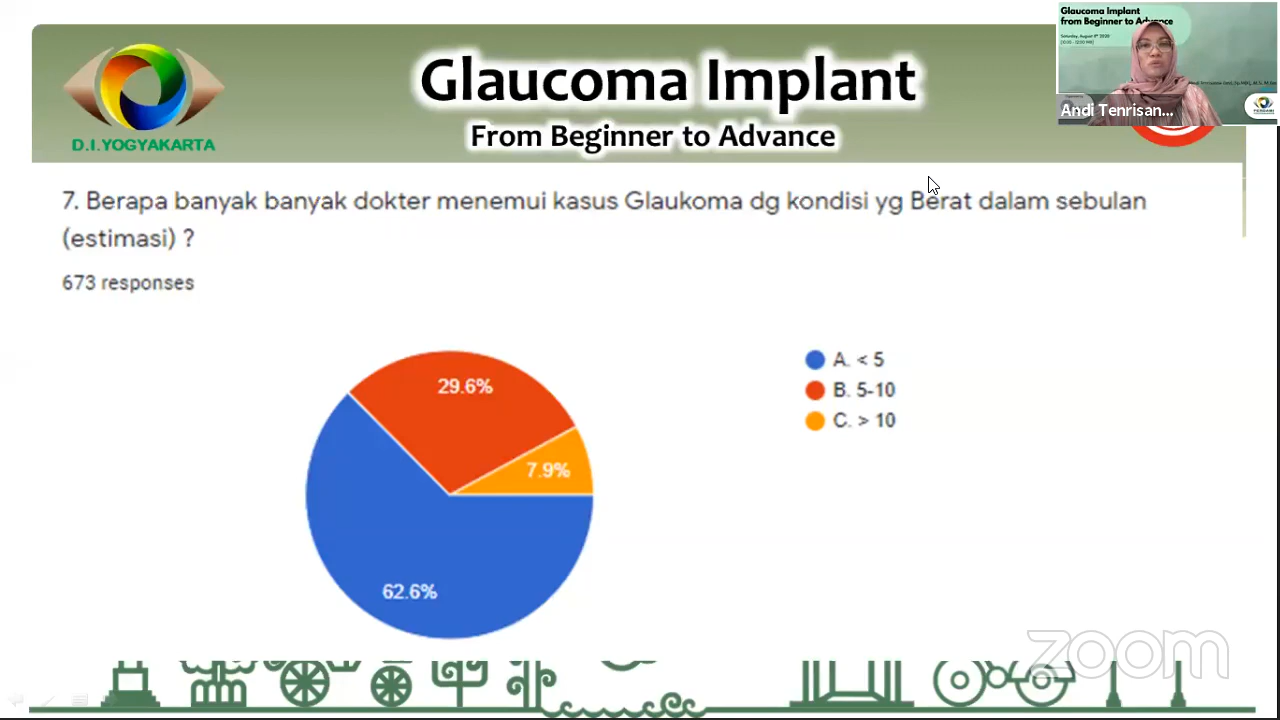 Glaucoma Implant
From Beginner to Advance
D.I.YOGYAKARTA
Glaucoma Implant
from Beginner to Advance
Andi Tenrisan...
7. Berapa banyak banyak dokter menemui kasus Glaukoma dg kondisi yg Berat dalam sebulan
(estimasi) ?
673 responses
29.6%
7.9%
62.6%
A. < 5
B. 5-10
C. > 10
zoom